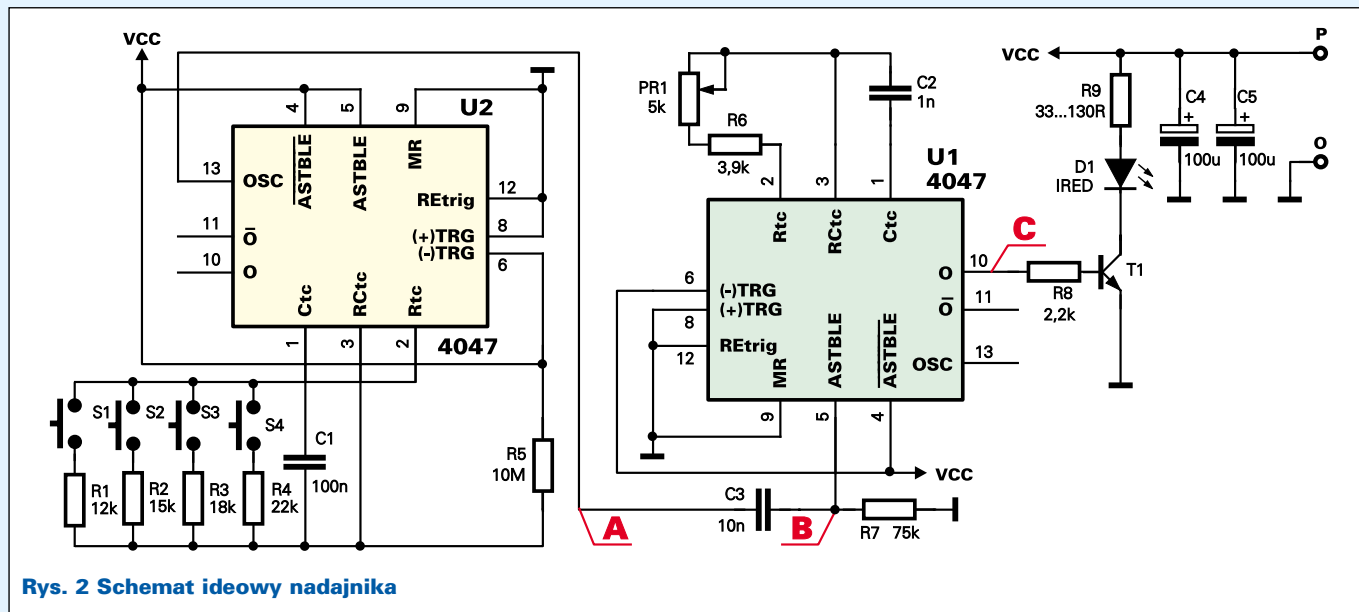 VCC
U2
4
5
9
ASTBLE
ASTBLE
MR
13
OSC
REtrig
12
11
O
(+)TRG
8
(-)TRG
6
10
O
Ctc
RCtc
Rtc
1
3
2
4047
S1
S2
S3
S4
R1
12k
R2
15k
R3
18k
R4
22k
C1
100n
R5
10M
PR1
5k
R6
3,9k
C2
1n
U1
4047
2
3
1
Rtc
RCtc
Ctc
6
(-)TRG
8
(+)TRG
12
REtrig
O
10
O
11
OSC
13
MR
ASTBLE
ASTBLE
9
5
4
VCC
C
R8
2,2k
T1
VCC
P
R9
33...130R
C4
+
100u
C5
+
100u
O
D1
IRED
C3
10n
A
B
R7 75k
Rys. 2 Schemat ideowy nadajnika